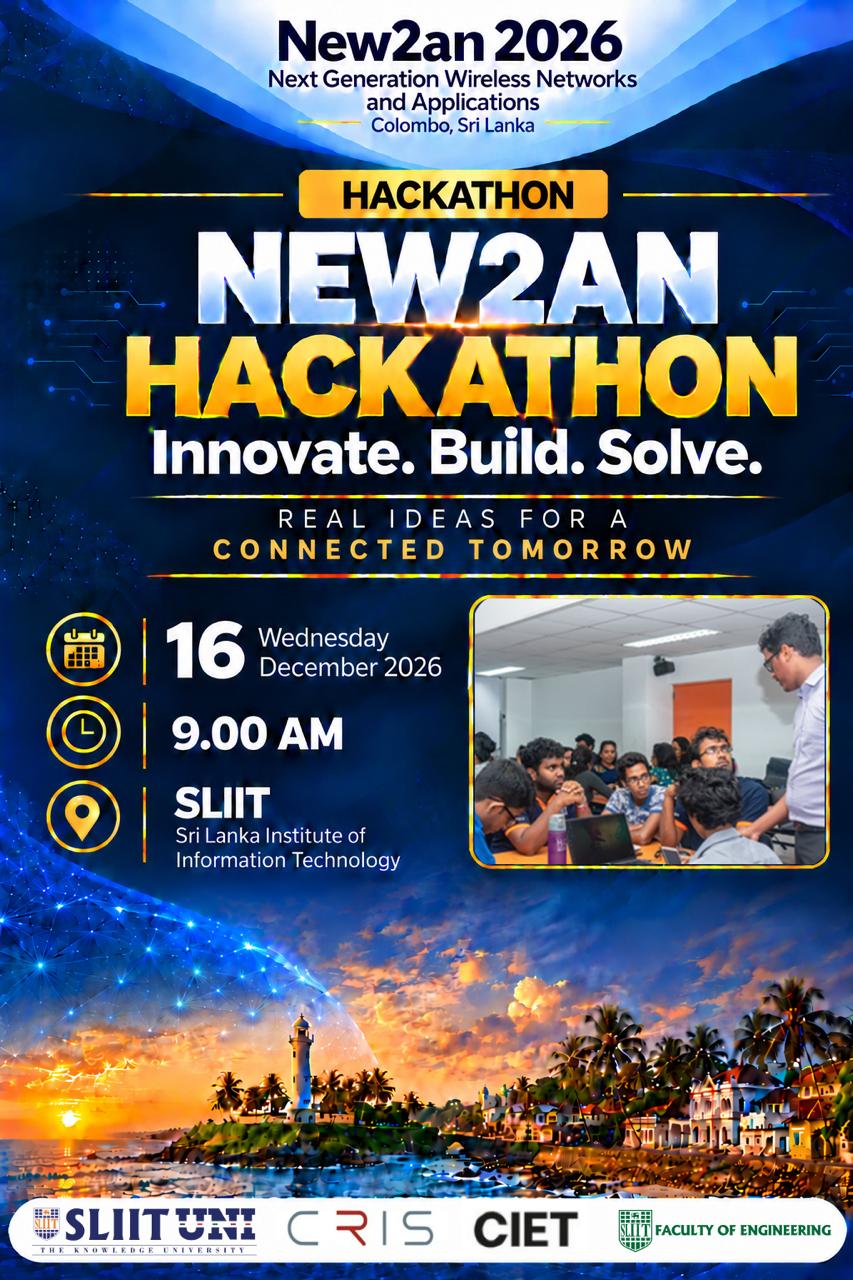 New2an 2026
Next Generation Wireless Networks
and Applications
Colombo, Sri Lanka
HACKATHON
NEW2AN
HACKATHON
Innovate. Build. Solve.
REAL IDEAS FOR A
CONNECTED TOMORROW
16 Wednesday
December 2026
9.00 AM
SLIIT
Sri Lanka Institute of
Information Technology
SLIIT UNI
THE KNOWLEDGE UNIVERSITY
CRIS
CIET
SLIIT
FACULTY OF ENGINEERING